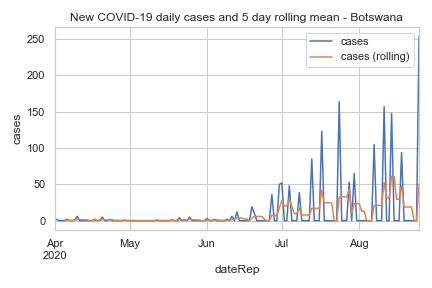 New COVID-19 daily cases and 5 day rolling mean - Botswana
cases
cases (rolling)
250
200
150
100
50
0
cases
Apr
2020
May
Jun
Jul
Aug
dateRep